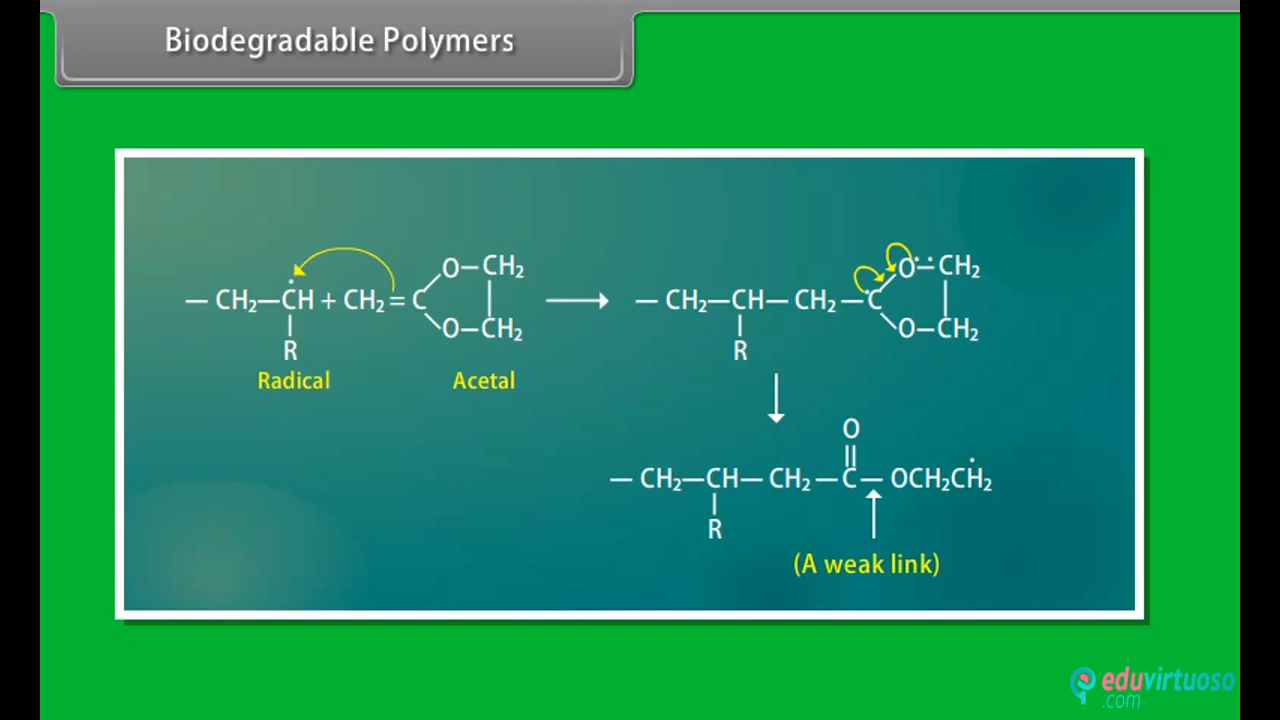 Biodegradable Polymers
— CH₂—ĊH + CH₂ = C
O—CH₂
O—CH₂
R
Radical
Acetal
— CH₂—CH— CH₂ —Ċ
O··—CH₂
O—CH₂
R
O
— CH₂—CH— CH₂ —C— OCH₂ĊH₂
R
(A weak link)
eduvirtuoso
.com